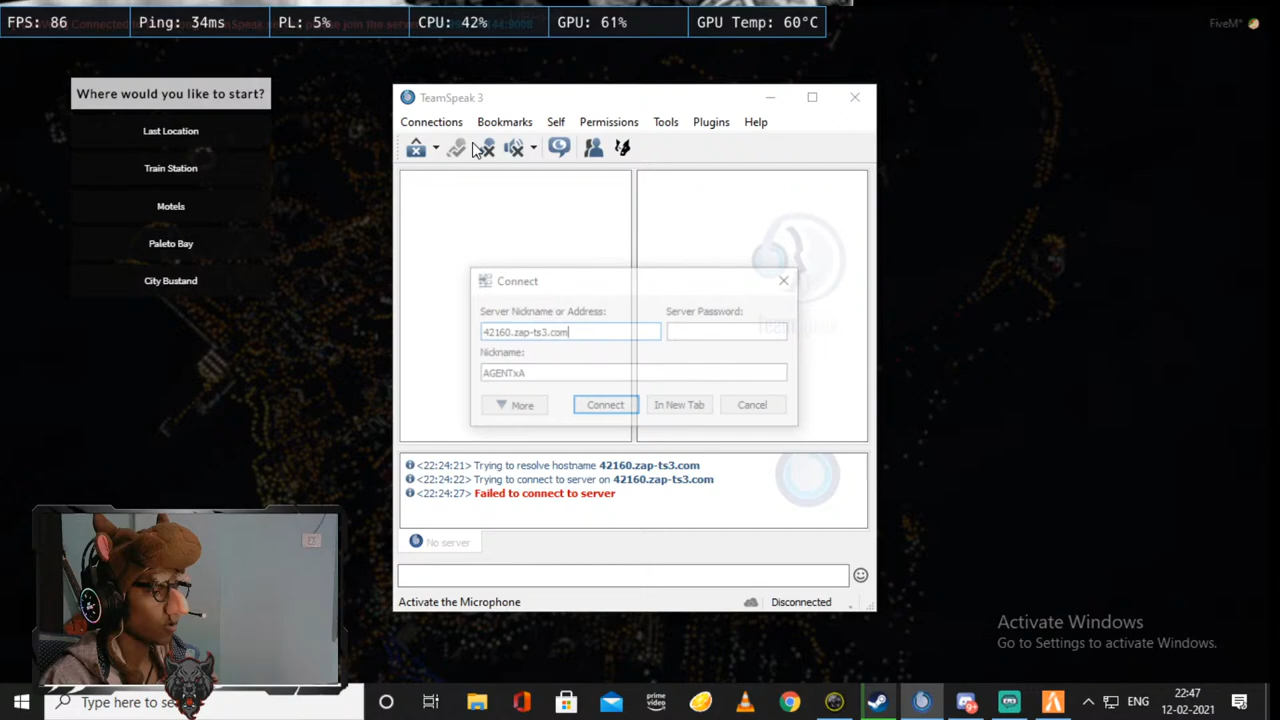 FPS: 86 Ping: 34ms PL: 5% CPU: 42% GPU: 61% GPU Temp: 60°C
FiveM®
Where would you like to start?
Last Location
Train Station
Motels
Paleto Bay
City Bustand
TeamSpeak 3
Connections Bookmarks Self Permissions Tools Plugins Help
Connect
Server Nickname or Address: Server Password:
42160.zap-ts3.com
Nickname:
AGENTxA
More Connect In New Tab Cancel
<22:24:21> Trying to resolve hostname 42160.zap-ts3.com
<22:24:22> Trying to connect to server on 42160.zap-ts3.com
<22:24:27> Failed to connect to server
No server
Activate the Microphone Disconnected
Activate Windows
Go to Settings to activate Windows.
Type here to se
prime video
9+
ENG
22:47
12-02-2021